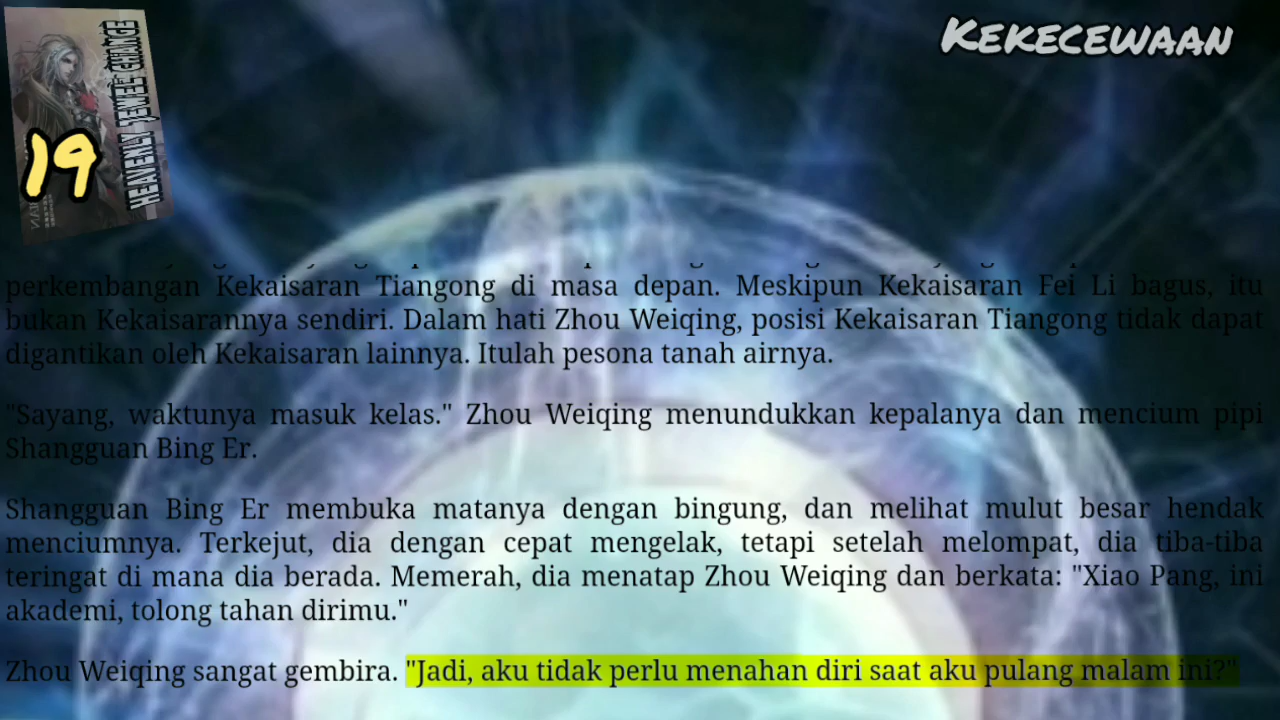 Kekecewaan
HEAVENLY JEWEL CHANGE
19
perkembangan Kekaisaran Tiangong di masa depan. Meskipun Kekaisaran Fei Li bagus, itu
bukan Kekaisarannya sendiri. Dalam hati Zhou Weiqing, posisi Kekaisaran Tiangong tidak dapat
digantikan oleh Kekaisaran lainnya. Itulah pesona tanah airnya.
"Sayang, waktunya masuk kelas." Zhou Weiqing menundukkan kepalanya dan mencium pipi
Shangguan Bing Er.
Shangguan Bing Er membuka matanya dengan bingung, dan melihat mulut besar hendak
menciumnya. Terkejut, dia dengan cepat mengelak, tetapi setelah melompat, dia tiba-tiba
teringat di mana dia berada. Memerah, dia menatap Zhou Weiqing dan berkata: "Xiao Pang, ini
akademi, tolong tahan dirimu."
Zhou Weiqing sangat gembira. "Jadi, aku tidak perlu menahan diri saat aku pulang malam ini?"